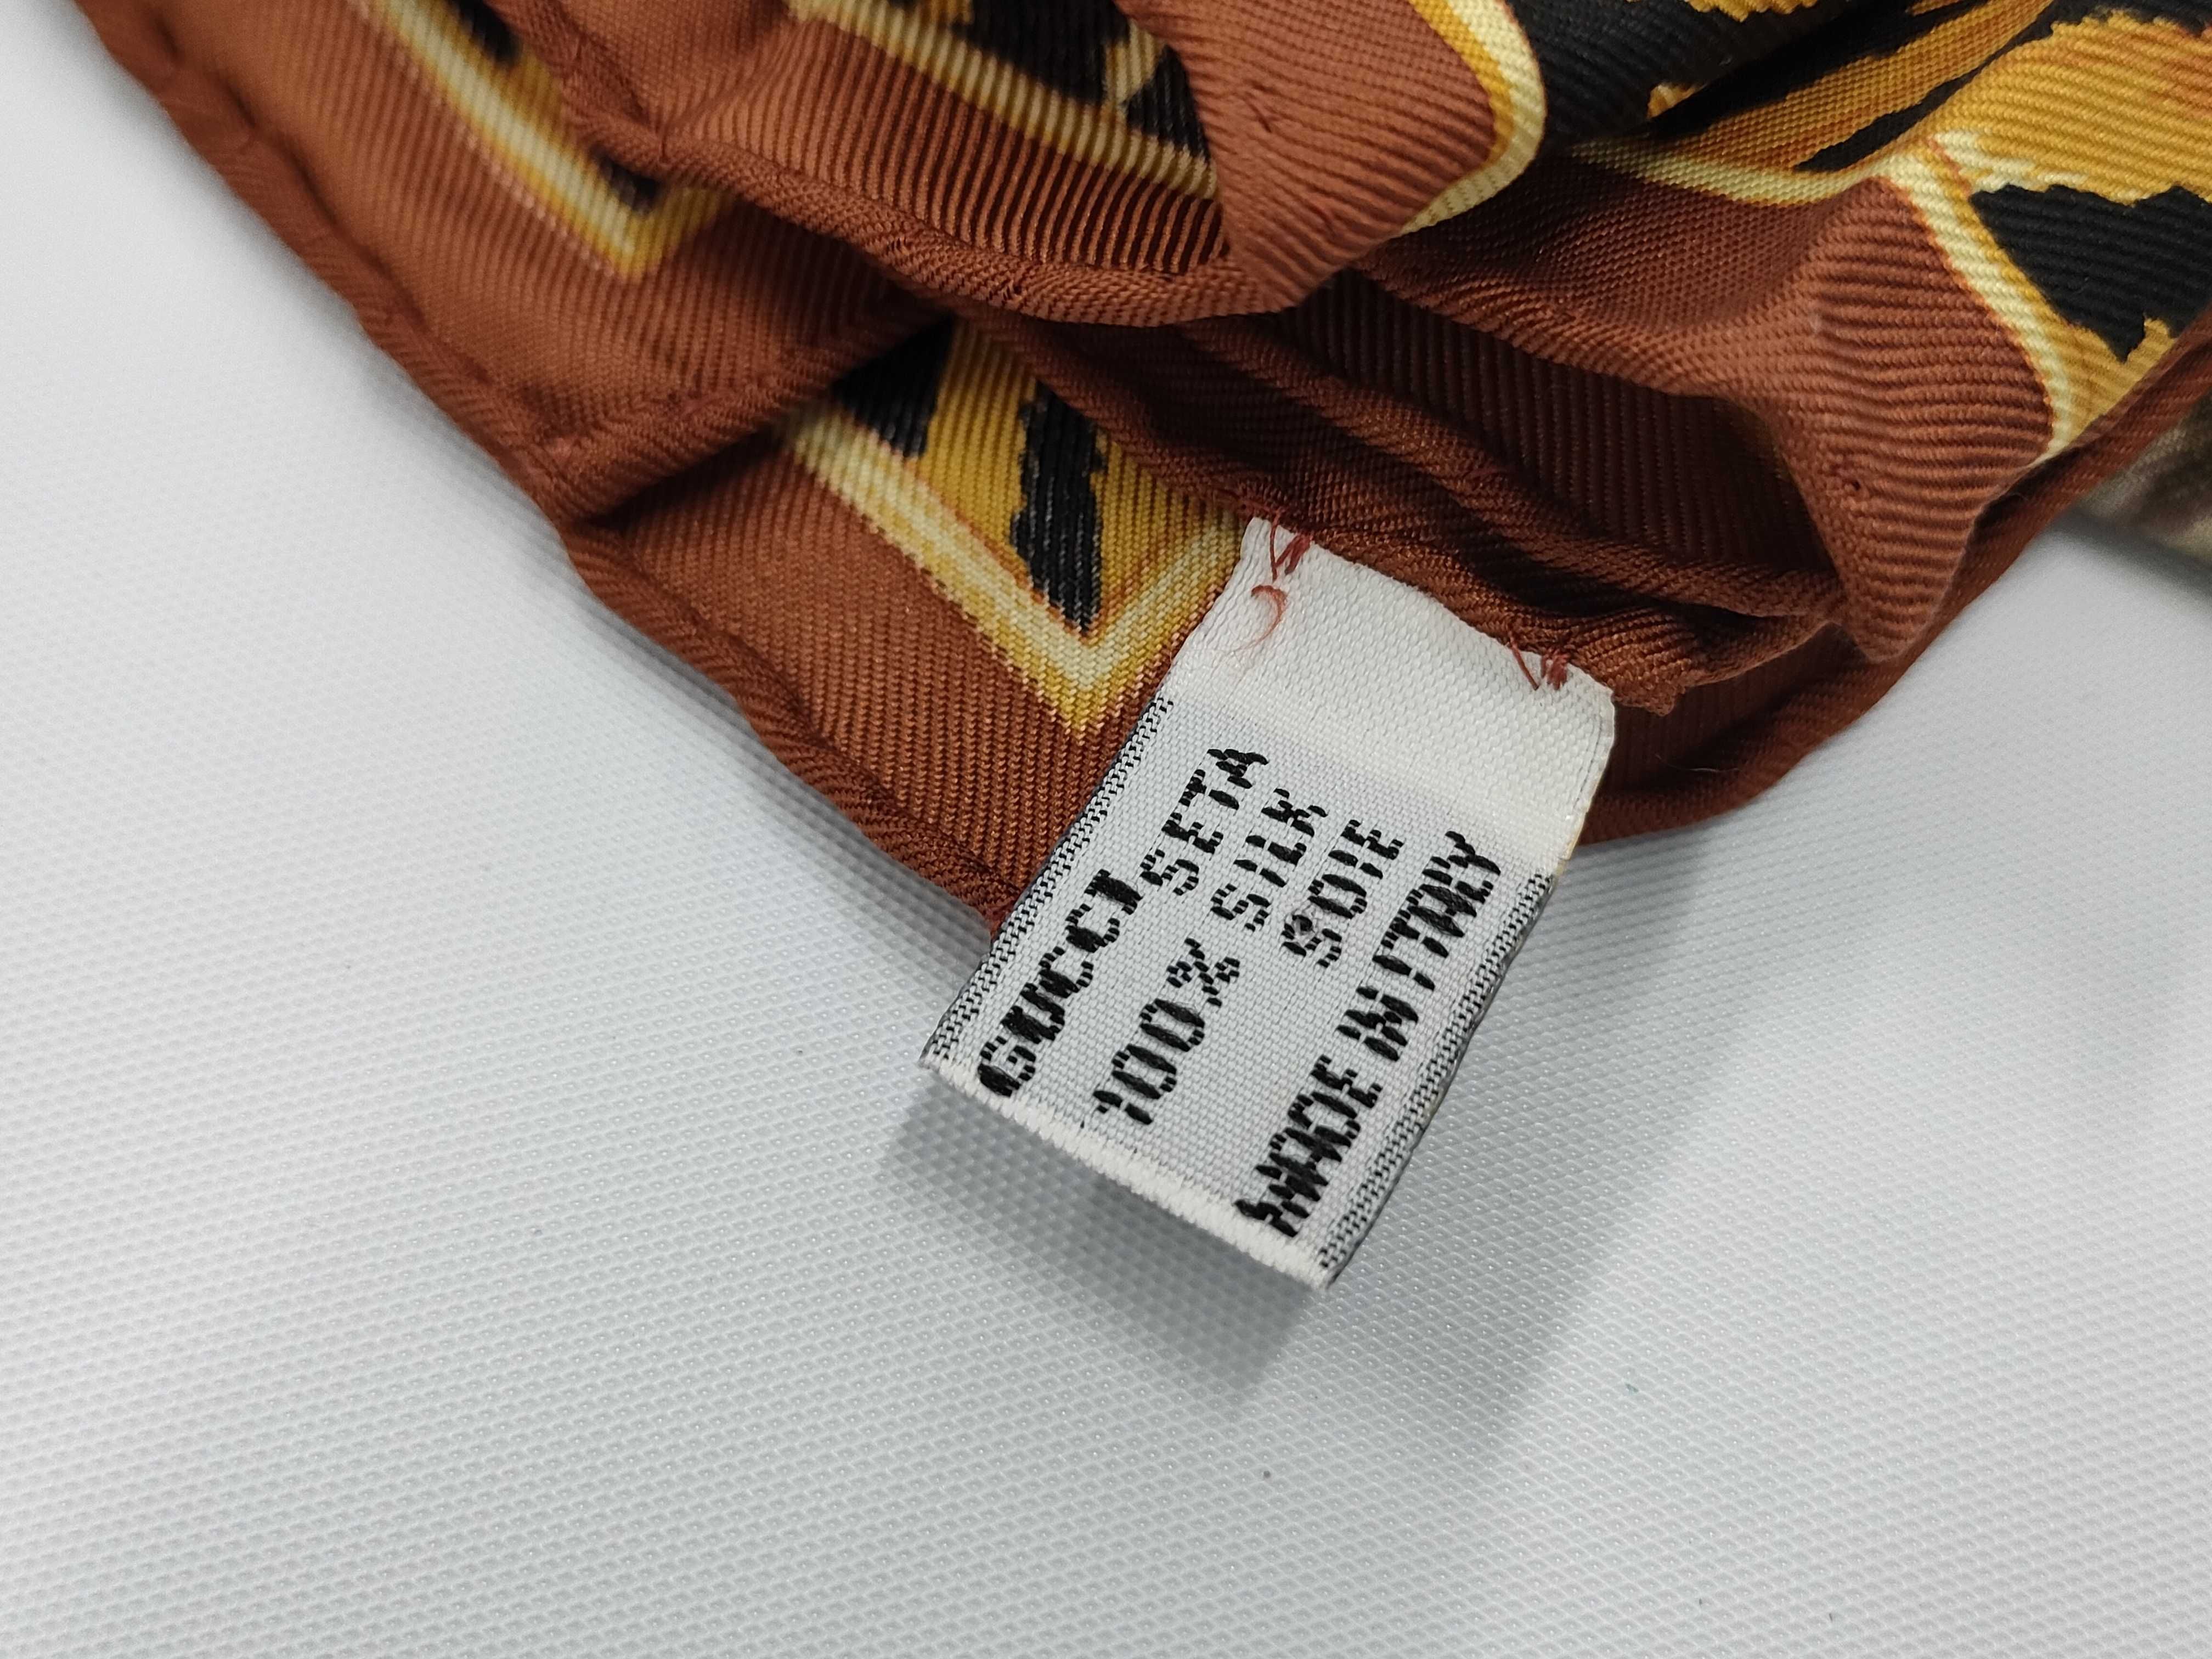 GUCCI
SETA
100% SILK
SOIE
MADE IN ITALY